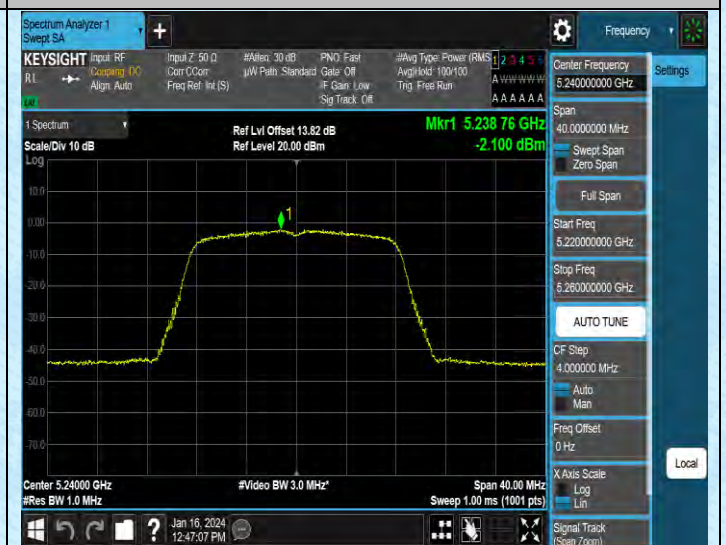 Spectrum Analyzer 1
Swept SA
+
Frequency
KEYSIGHT Input: RF Input Z: 50 Ω #Atten: 30 dB PNO: Fast #Avg Type: Power (RMS 1 2 3 4 5 6
RL Coupling: DC Corr CCorr µW Path: Standard Gate: Off Avg|Hold: 100/100 A W W W W W
Align: Auto Freq Ref: Int (S) IF Gain: Low Trig: Free Run
Sig Track: Off A A A A A A
Center Frequency
5.240000000 GHz
Settings
Span
40.0000000 MHz
Swept Span
Zero Span
Full Span
Start Freq
5.220000000 GHz
Stop Freq
5.260000000 GHz
AUTO TUNE
CF Step
4.000000 MHz
Auto
Man
Freq Offset
0 Hz
X Axis Scale
Log
Lin
Signal Track
(Span Zoom)
Local
1 Spectrum
Scale/Div 10 dB
Ref Lvl Offset 13.82 dB
Ref Level 20.00 dBm
Mkr1 5.238 76 GHz
-2.100 dBm
Log
10.0
0.00
-10.0
-20.0
-30.0
-40.0
-50.0
-60.0
-70.0
1
Center 5.24000 GHz #Video BW 3.0 MHz* Span 40.00 MHz
#Res BW 1.0 MHz Sweep 1.00 ms (1001 pts)
? Jan 16, 2024
12:47:07 PM